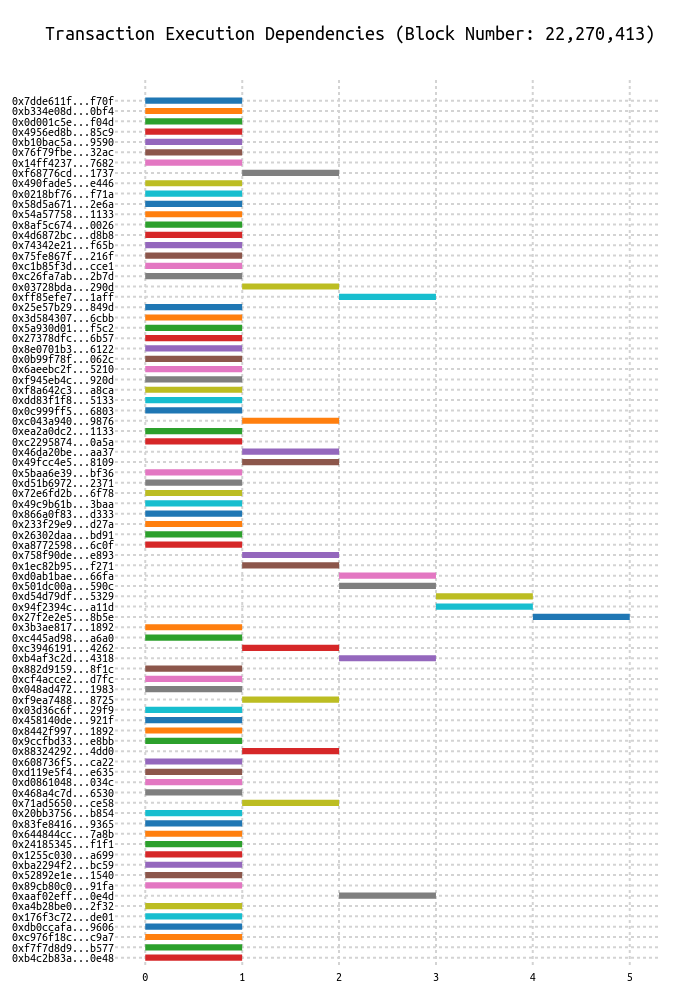 Transaction Execution Dependencies (Block Number: 22,270,413)
0x7dde611f...f70f
0xb334e08d...0bf4
0x0d001c5e...f04d
0x4956ed8b...85c9
0xb10bac5a...9590
0x76f79fbe...32ac
0x14ff4237...7682
0xf68776cd...1737
0x490fade5...e446
0x0218bf76...f71a
0x58d5a671...2e6a
0x54a57758...1133
0x8af5c674...0026
0x4d6872bc...d8b8
0x74342e21...f65b
0x75fe867f...216f
0xc1b85f3d...cce1
0xc26fa7ab...2b7d
0x03728bda...290d
0xff85efe7...1aff
0x25e57b29...849d
0x3d584307...6cbb
0x5a930d01...f5c2
0x27378dfc...6b57
0x8e0701b3...6122
0x0b99f78f...062c
0x6aeebc2f...5210
0xf945eb4c...920d
0xf8a642c3...a8ca
0xdd83f1f8...5133
0x0c999ff5...6803
0xc043a940...9876
0xea2a0dc2...1133
0xc2295874...0a5a
0x46da20be...aa37
0x49fcc4e5...8109
0x5baa6e39...bf36
0xd51b6972...2371
0x72e6fd2b...6f78
0x49c9b61b...3baa
0x866a0f83...d333
0x233f29e9...d27a
0x26302daa...bd91
0xa8772598...6c0f
0x758f90de...e893
0x1ec82b95...f271
0xd0ab1bae...66fa
0x501dc00a...590c
0xd54d79df...5329
0x94f2394c...a11d
0x27f2e2e5...8b5e
0x3b3ae817...1892
0xc445ad98...a6a0
0xc3946191...4262
0xb4af3c2d...4318
0x882d9159...8f1c
0xcf4acce2...d7fc
0x048ad472...1983
0xf9ea7488...8725
0x03d36c6f...29f9
0x458140de...921f
0x8442f997...1892
0x9ccfbd33...e8bb
0x88324292...4dd0
0x608736f5...ca22
0xd119e5f4...e635
0xd0861048...034c
0x468a4c7d...6530
0x71ad5650...ce58
0x20bb3756...b854
0x83fe8416...9365
0x644844cc...7a8b
0x24185345...f1f1
0x1255c030...a699
0xba2294f2...bc59
0x52892e1e...1540
0x89cb80c0...91fa
0xaaf02eff...0e4d
0xa4b28be0...2f32
0x176f3c72...de01
0xdb0ccafa...9606
0xc976f18c...c9a7
0xf7f7d8d9...b577
0xb4c2b83a...0e48
0 1 2 3 4 5